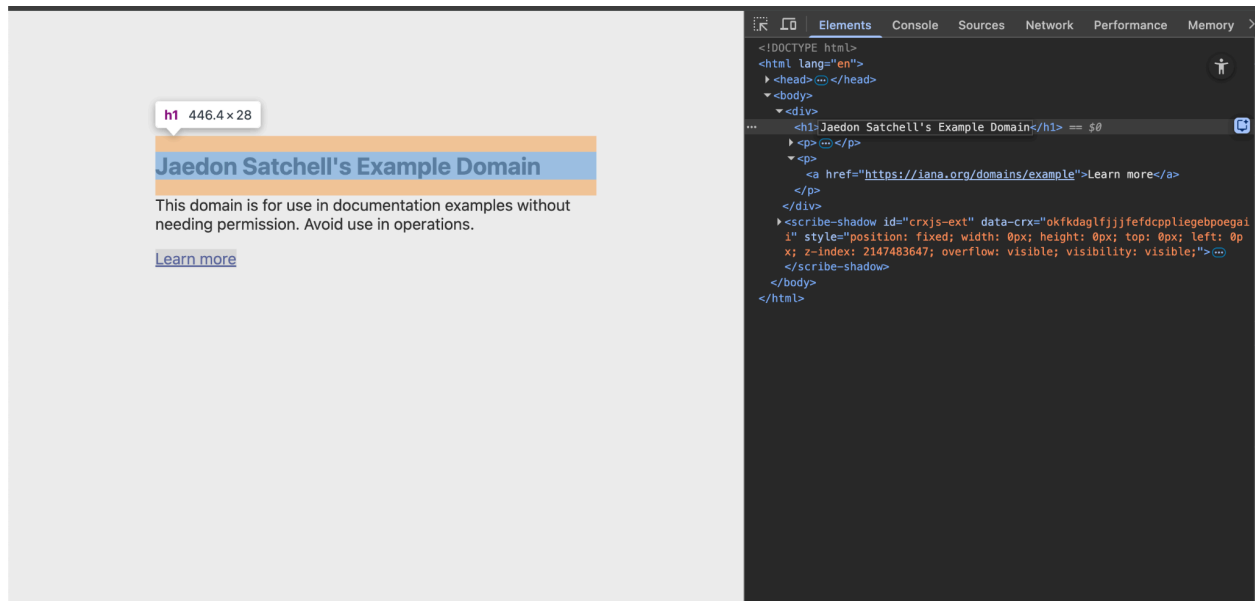 h1 446.4 × 28
Jaedon Satchell's Example Domain
This domain is for use in documentation examples without
needing permission. Avoid use in operations.
Learn more
Elements Console Sources Network Performance Memory
<!DOCTYPE html>
<html lang="en">
<head> ⋯ </head>
<body>
<div>
⋯ <h1>Jaedon Satchell's Example Domain</h1> == $0
<p> ⋯ </p>
<p>
<a href="https://iana.org/domains/example">Learn more</a>
</p>
</div>
<scribe-shadow id="crxjs-ext" data-crx="okfkdaglfjjjfefdcppliegebpoegai
i" style="position: fixed; width: 0px; height: 0px; top: 0px; left: 0p
x; z-index: 2147483647; overflow: visible; visibility: visible;"> ⋯
</scribe-shadow>
</body>
</html>